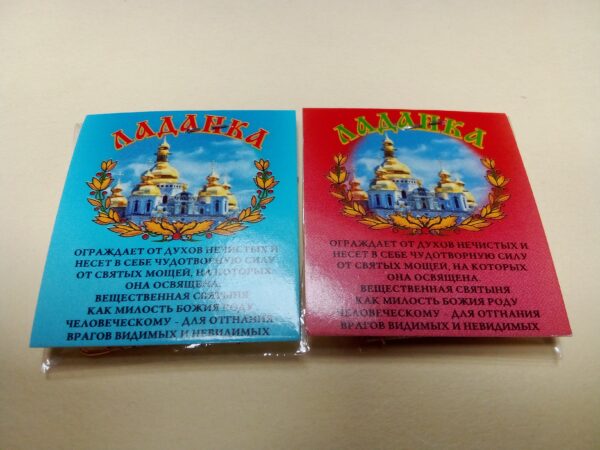 ЛАДАНКА
ОГРАЖДАЕТ ОТ ДУХОВ НЕЧИСТЫХ И
НЕСЕТ В СЕБЕ ЧУДОТВОРНУЮ СИЛУ
ОТ СВЯТЫХ МОЩЕЙ, НА КОТОРЫХ
ОНА ОСВЯЩЕНА.
ВЕЩЕСТВЕННАЯ СВЯТЫНЯ
КАК МИЛОСТЬ БОЖИЯ РОДУ
ЧЕЛОВЕЧЕСКОМУ - ДЛЯ ОТГНАНИЯ
ВРАГОВ ВИДИМЫХ И НЕВИДИМЫХ
ЛАДАНКА
ОГРАЖДАЕТ ОТ ДУХОВ НЕЧИСТЫХ И
НЕСЕТ В СЕБЕ ЧУДОТВОРНУЮ СИЛУ
ОТ СВЯТЫХ МОЩЕЙ, НА КОТОРЫХ
ОНА ОСВЯЩЕНА.
ВЕЩЕСТВЕННАЯ СВЯТЫНЯ
КАК МИЛОСТЬ БОЖИЯ РОДУ
ЧЕЛОВЕЧЕСКОМУ - ДЛЯ ОТГНАНИЯ
ВРАГОВ ВИДИМЫХ И НЕВИДИМЫХ